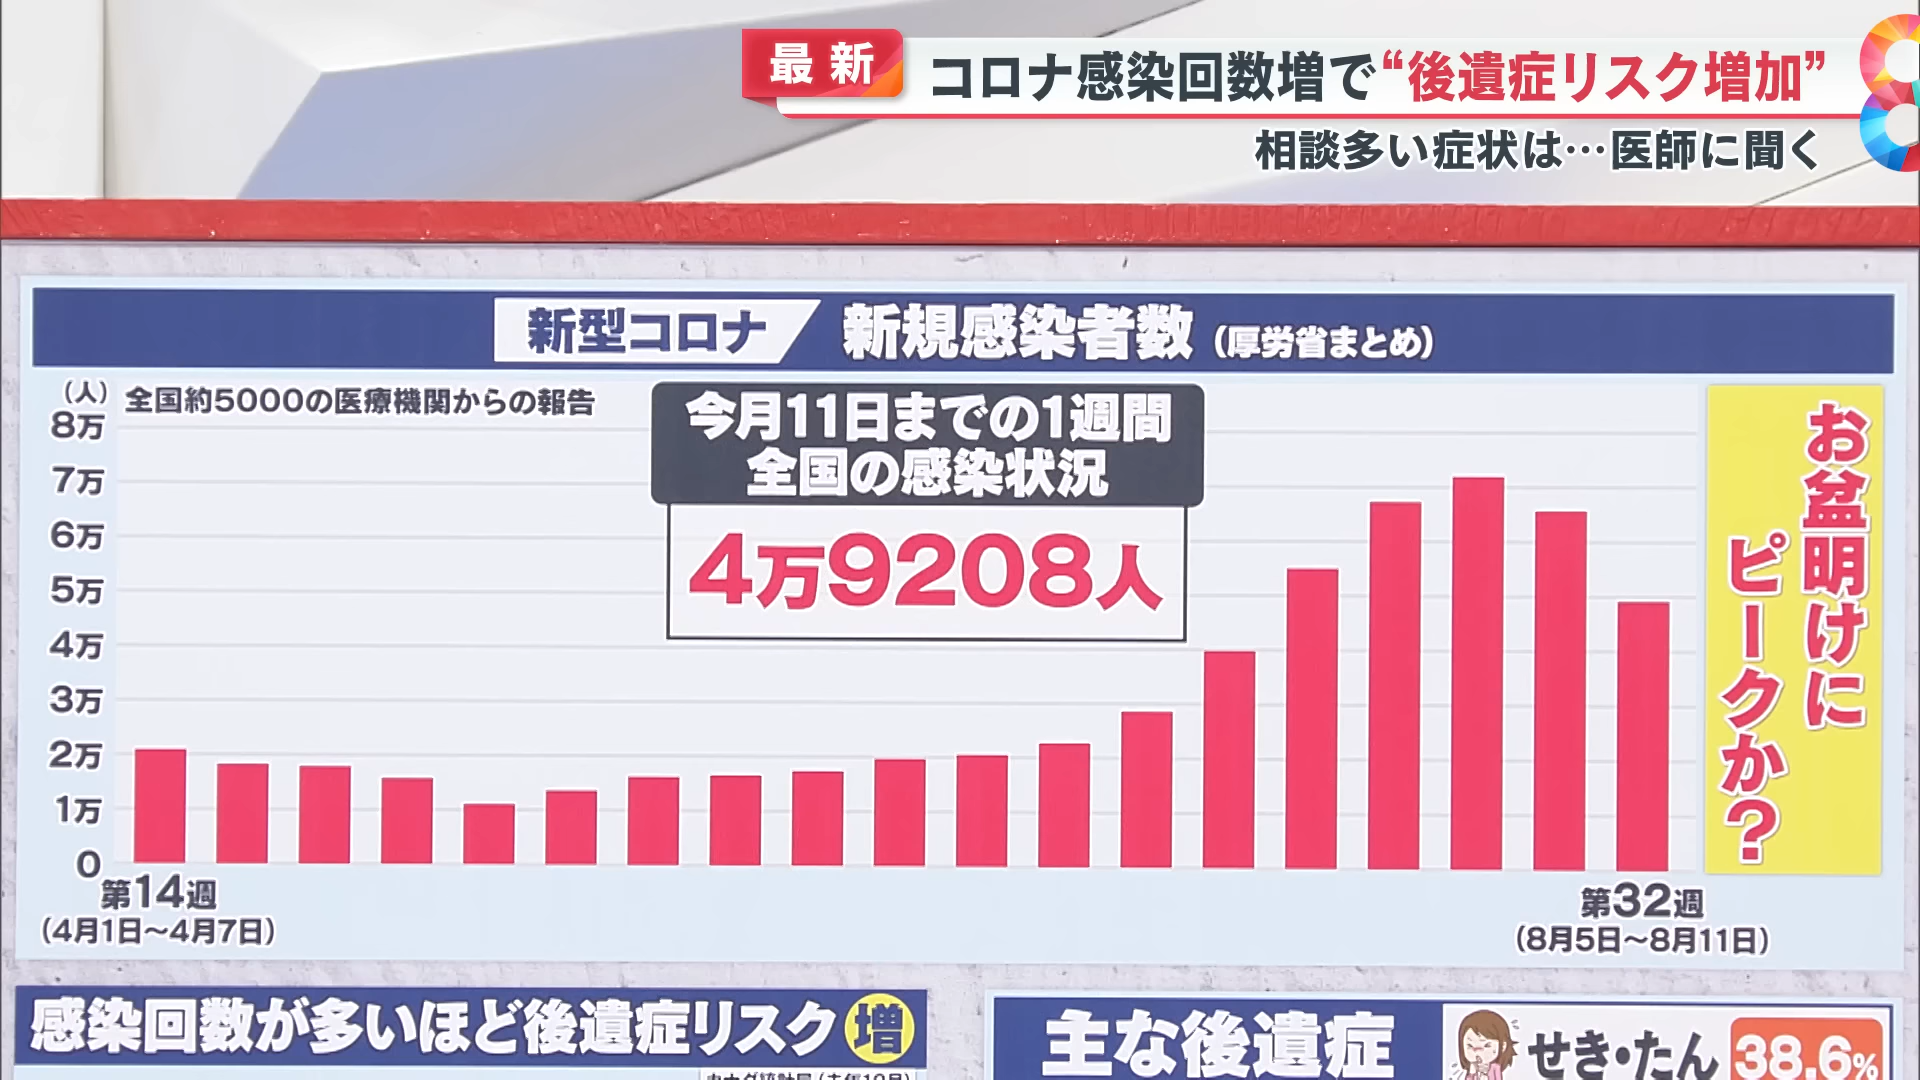 最新
コロナ感染回数増で“後遺症リスク増加”
相談多い症状は…医師に聞く
新型コロナ 新規感染者数（厚労省まとめ）
（人）
全国約5000の医療機関からの報告
8万
7万
6万
5万
4万
3万
2万
1万
0
今月11日までの1週間
全国の感染状況
4万9208人
お盆明けに
ピークか？
第14週
（4月1日～4月7日）
第32週
（8月5日～8月11日）
感染回数が多いほど後遺症リスク増
主な後遺症
せき・たん
38.6%